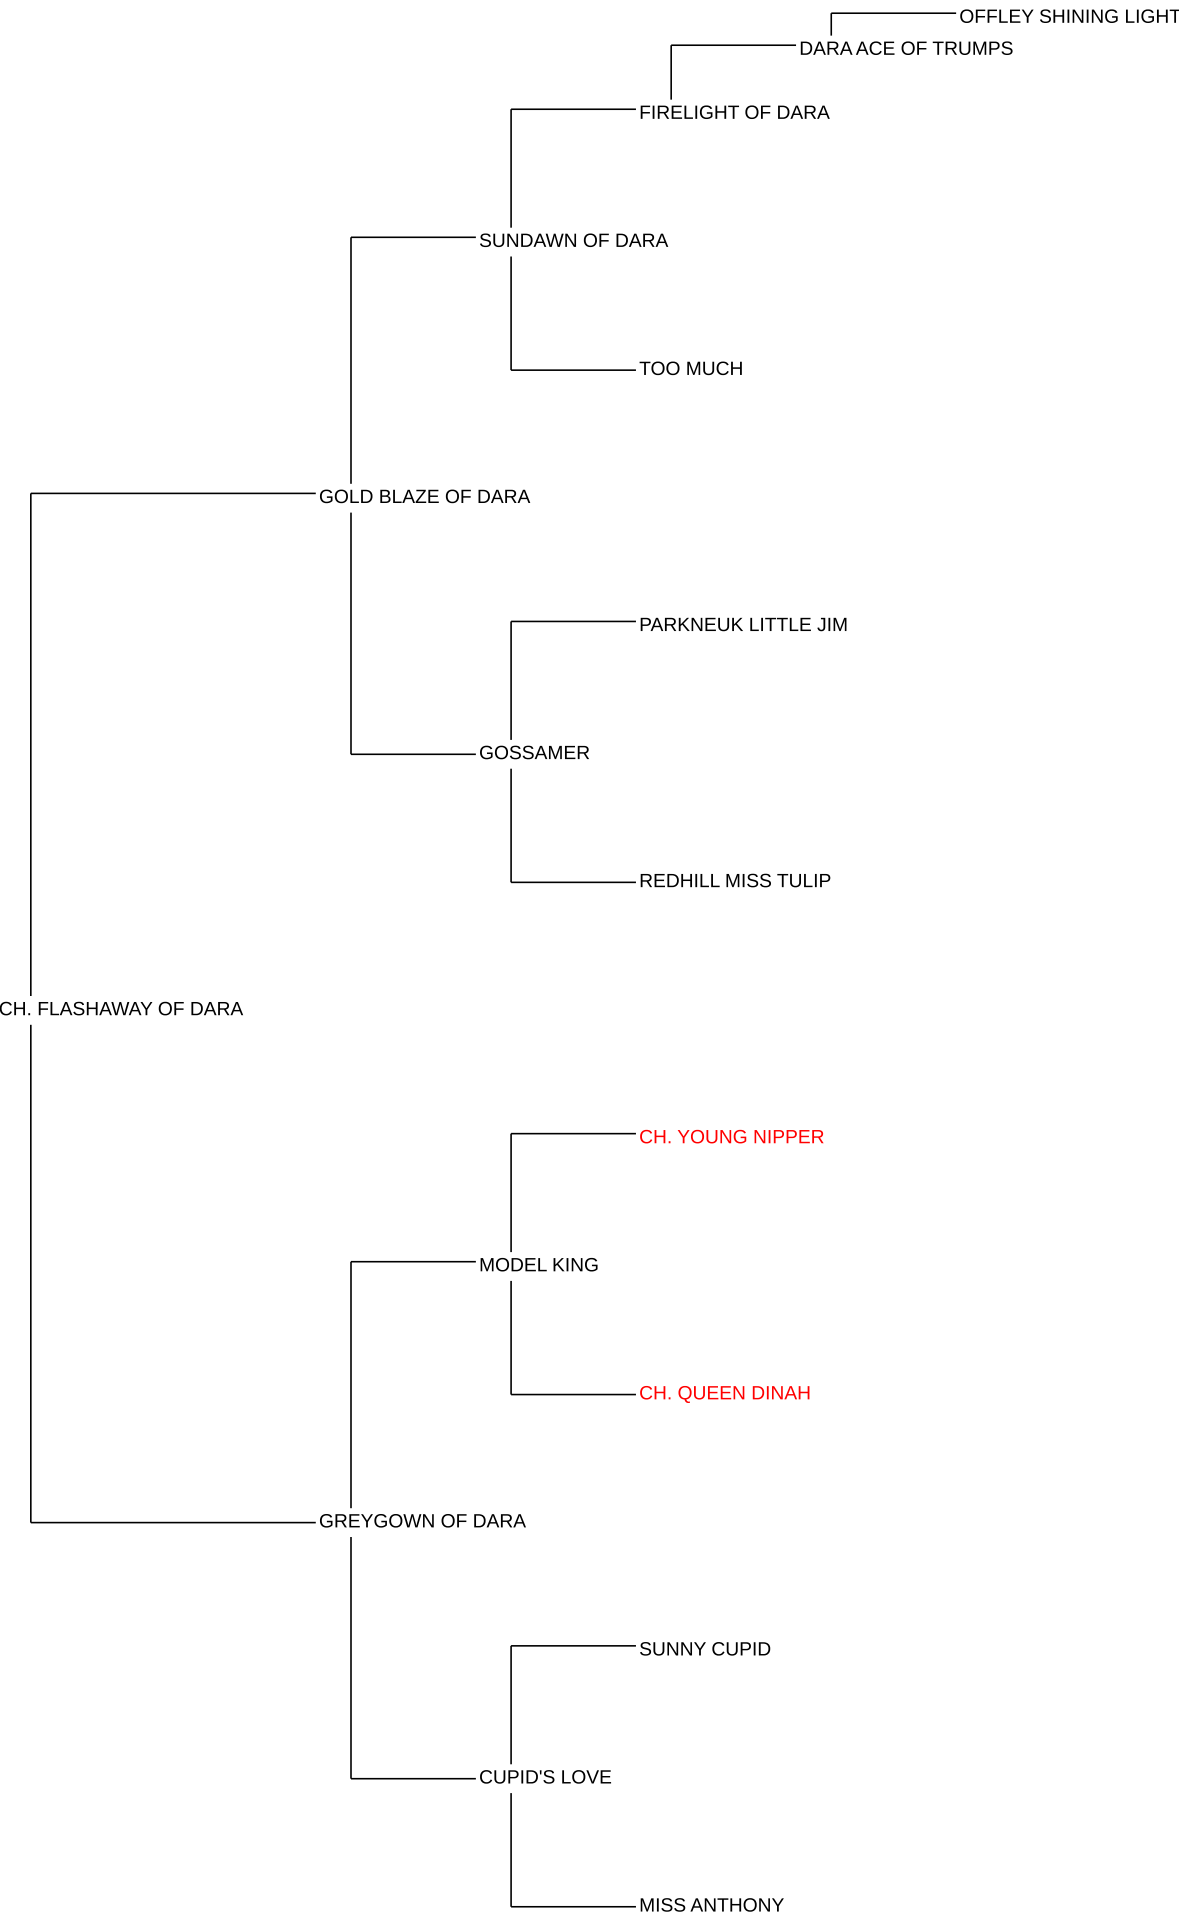 OFFLEY SHINING LIGHT
DARA ACE OF TRUMPS
FIRELIGHT OF DARA
SUNDAWN OF DARA
TOO MUCH
GOLD BLAZE OF DARA
PARKNEUK LITTLE JIM
GOSSAMER
REDHILL MISS TULIP
CH. FLASHAWAY OF DARA
CH. YOUNG NIPPER
MODEL KING
CH. QUEEN DINAH
GREYGOWN OF DARA
SUNNY CUPID
CUPID'S LOVE
MISS ANTHONY